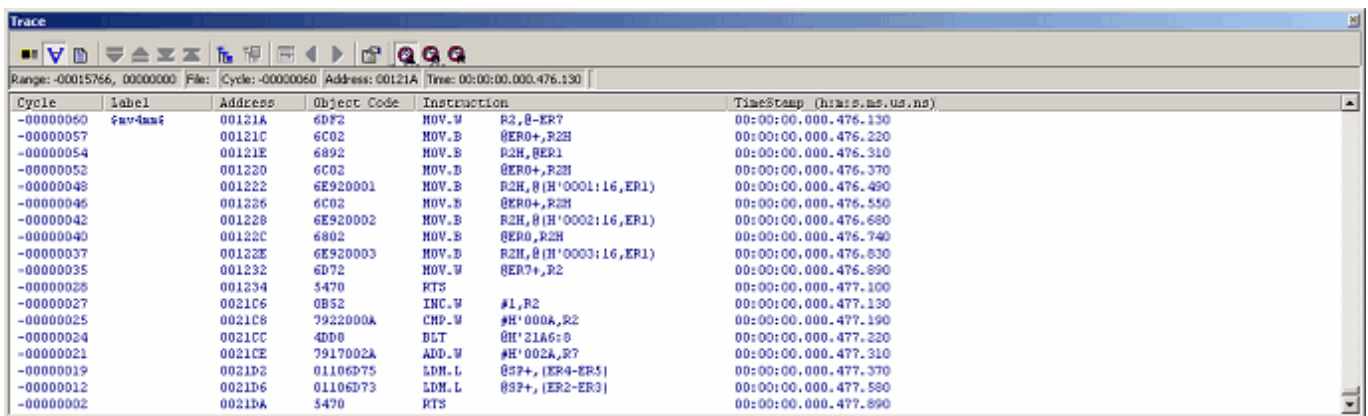 Trace
Range: -00015766, 00000000 File: Cycle: -00000060 Address: 00121A Time: 00:00:00.000.476.130
Cycle Label Address Object Code Instruction TimeStamp (h:m:s.ms.us.ns)
-00000060 $mv4mm$ 00121A 6DF2 MOV.W R2,@-ER7 00:00:00.000.476.130
-00000057 00121C 6C02 MOV.B @ER0+,R2H 00:00:00.000.476.220
-00000054 00121E 6892 MOV.B R2H,@ER1 00:00:00.000.476.310
-00000052 001220 6C02 MOV.B @ER0+,R2H 00:00:00.000.476.370
-00000048 001222 6E920001 MOV.B R2H,@(H'0001:16,ER1) 00:00:00.000.476.490
-00000046 001226 6C02 MOV.B @ER0+,R2H 00:00:00.000.476.550
-00000042 001228 6E920002 MOV.B R2H,@(H'0002:16,ER1) 00:00:00.000.476.680
-00000040 00122C 6802 MOV.B @ER0,R2H 00:00:00.000.476.740
-00000037 00122E 6E920003 MOV.B R2H,@(H'0003:16,ER1) 00:00:00.000.476.830
-00000035 001232 6D72 MOV.W @ER7+,R2 00:00:00.000.476.890
-00000028 001234 5470 RTS 00:00:00.000.477.100
-00000027 0021C6 0B52 INC.W #1,R2 00:00:00.000.477.130
-00000025 0021C8 7922000A CMP.W #H'000A,R2 00:00:00.000.477.190
-00000024 0021CC 4DD8 BLT @H'21A6:8 00:00:00.000.477.220
-00000021 0021CE 7917002A ADD.W #H'002A,R7 00:00:00.000.477.310
-00000019 0021D2 01106D75 LDM.L @SP+,(ER4-ER5) 00:00:00.000.477.370
-00000012 0021D6 01106D73 LDM.L @SP+,(ER2-ER3) 00:00:00.000.477.580
-00000002 0021DA 5470 RTS 00:00:00.000.477.890